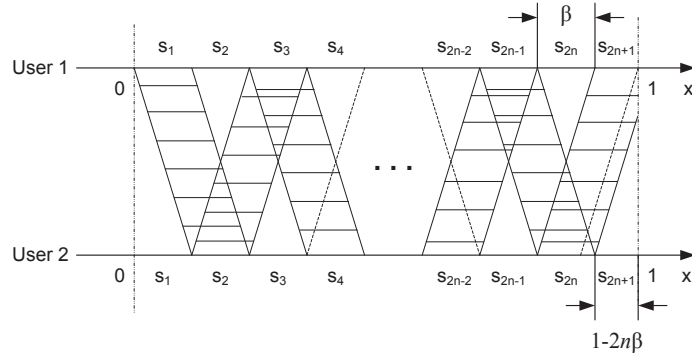 β
s₁ s₂ s₃ s₄ s₂ₙ₋₂ s₂ₙ₋₁ s₂ₙ s₂ₙ₊₁
User 1
0 1 x
. . .
User 2
0 s₁ s₂ s₃ s₄ s₂ₙ₋₂ s₂ₙ₋₁ s₂ₙ s₂ₙ₊₁ 1 x
1-2nβ